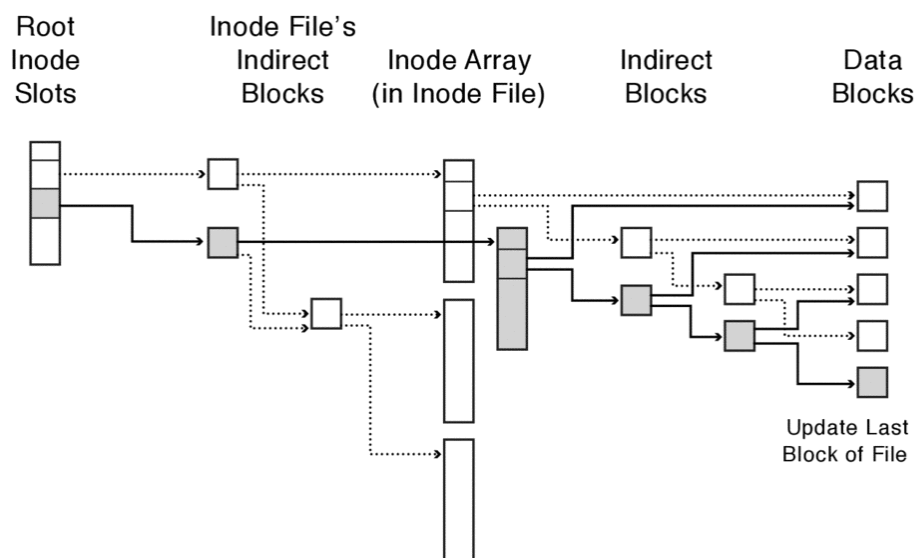 Root
Inode
Slots
Inode File's
Indirect
Blocks
Inode Array
(in Inode File)
Indirect
Blocks
Data
Blocks
Update Last
Block of File